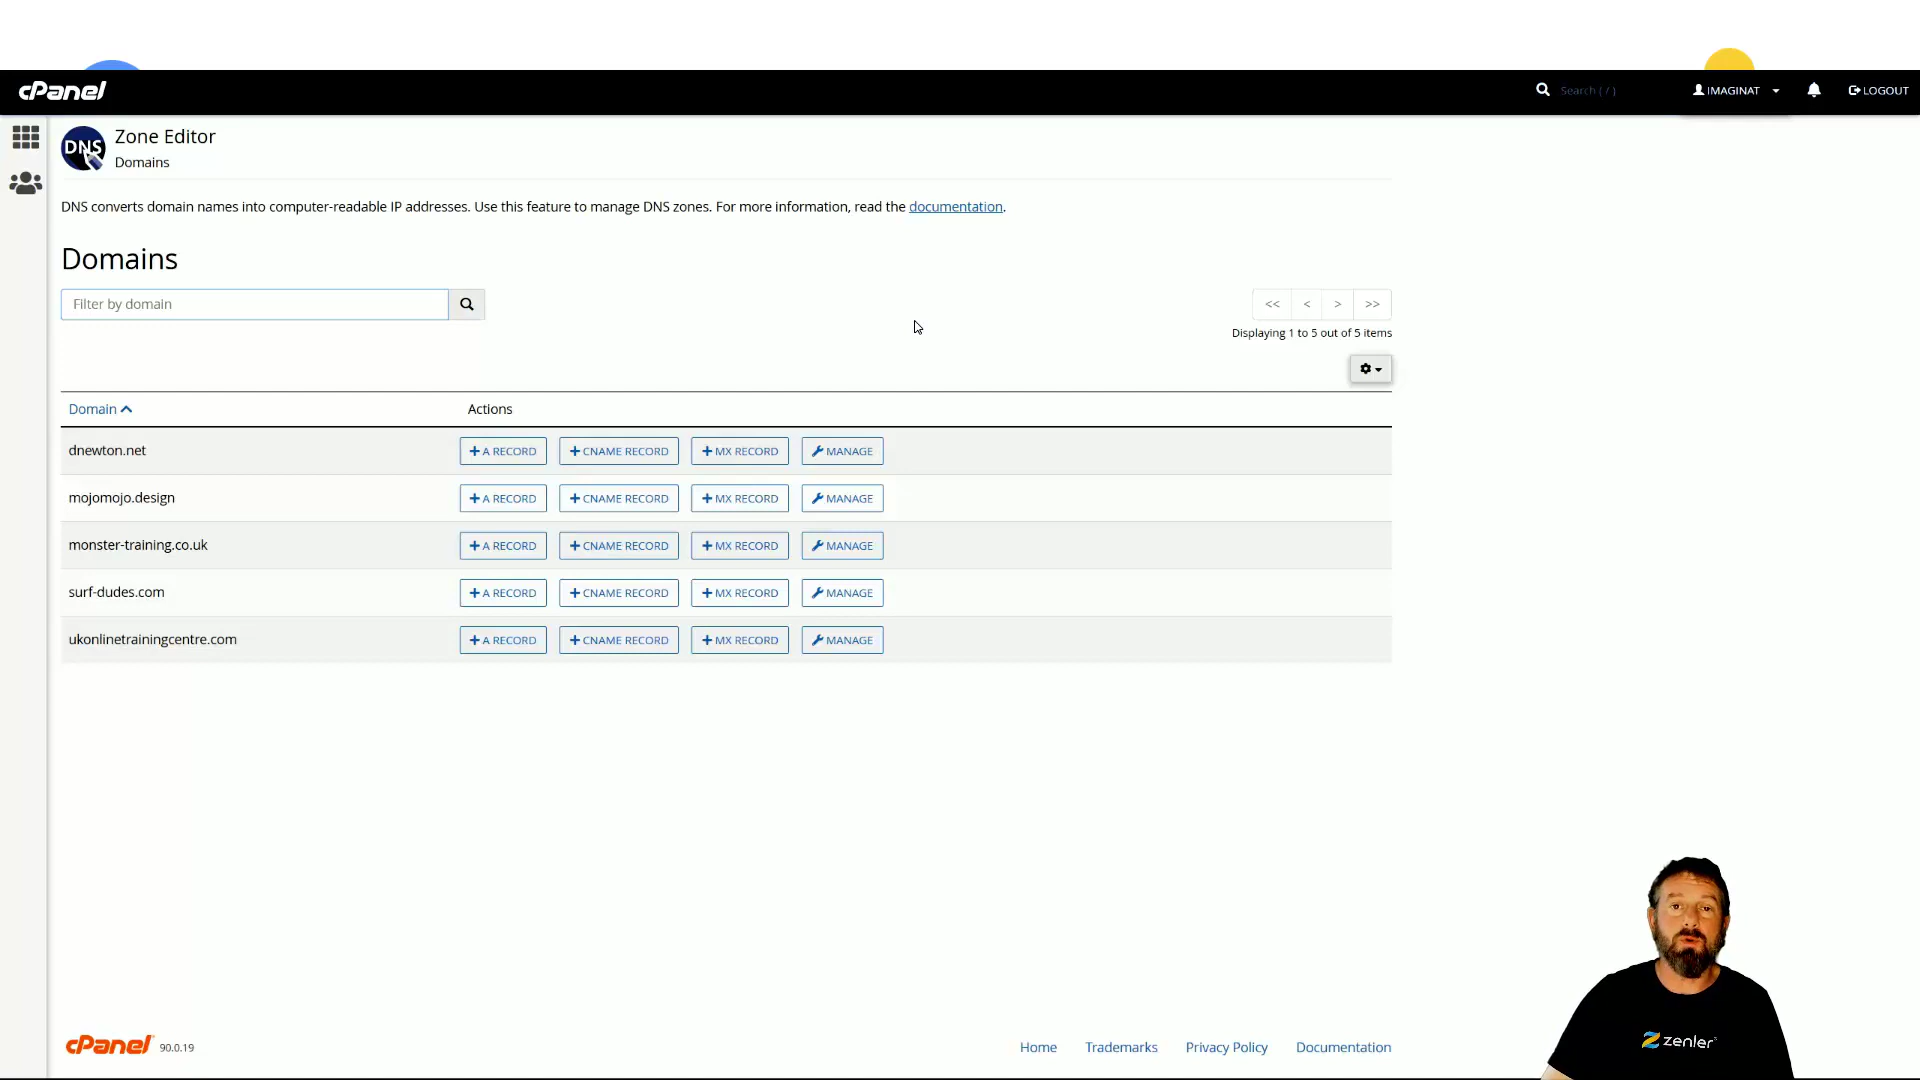 cPanel
Search ( / )
IMAGINAT
LOGOUT
DNS
Zone Editor
Domains
DNS converts domain names into computer-readable IP addresses. Use this feature to manage DNS zones. For more information, read the documentation.
Domains
Filter by domain
<< < > >>
Displaying 1 to 5 out of 5 items
Domain Actions
dnewton.net A RECORD CNAME RECORD MX RECORD MANAGE
mojomojo.design A RECORD CNAME RECORD MX RECORD MANAGE
monster-training.co.uk A RECORD CNAME RECORD MX RECORD MANAGE
surf-dudes.com A RECORD CNAME RECORD MX RECORD MANAGE
ukonlinetrainingcentre.com A RECORD CNAME RECORD MX RECORD MANAGE
zenler
cPanel 90.0.19 Home Trademarks Privacy Policy Documentation